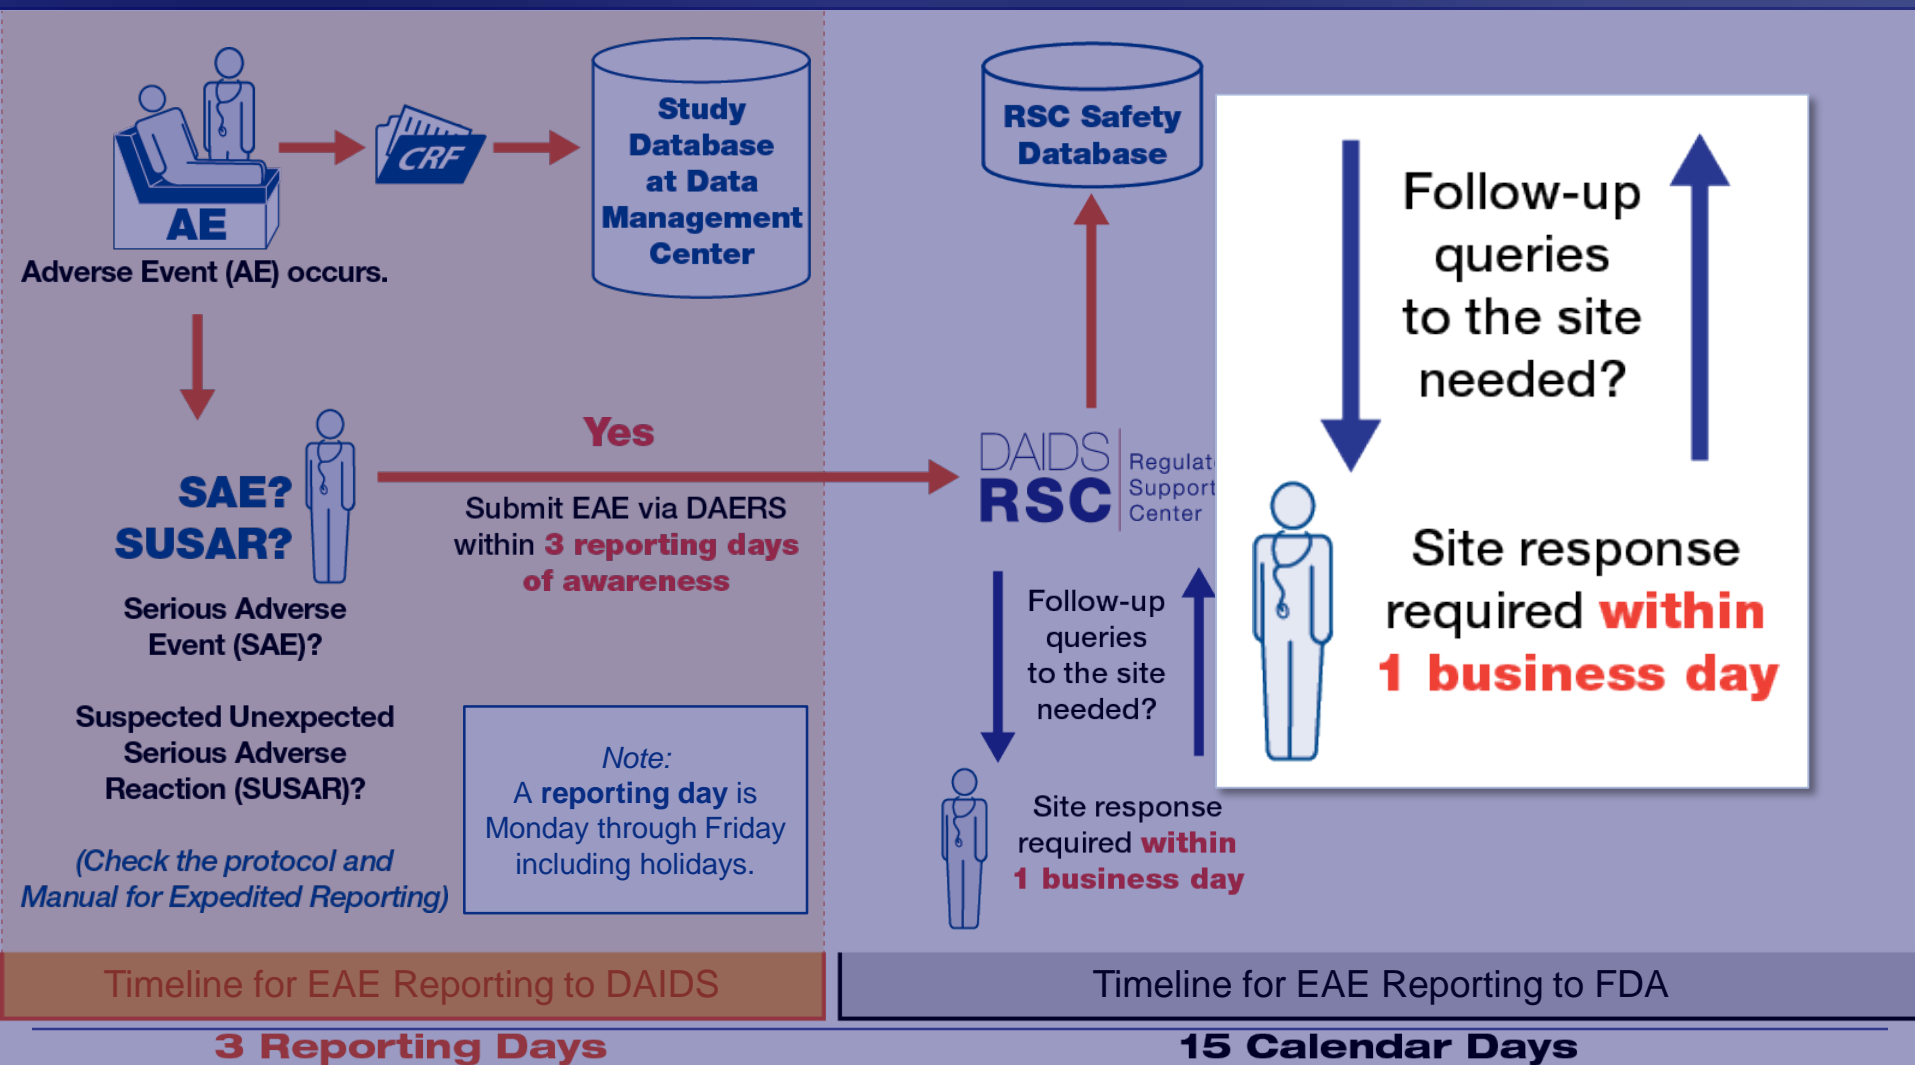 AE
Adverse Event (AE) occurs.
CRF
Study
Database
at Data
Management
Center
SAE?
SUSAR?
Serious Adverse
Event (SAE)?
Suspected Unexpected
Serious Adverse
Reaction (SUSAR)?
(Check the protocol and
Manual for Expedited Reporting)
Yes
Submit EAE via DAERS
within 3 reporting days
of awareness
Note:
A reporting day is
Monday through Friday
including holidays.
RSC Safety
Database
DAIDS
RSC
Support
Center
Follow-up
queries
to the site
needed?
Site response
required within
1 business day
Follow-up
queries
to the site
needed?
Site response
required within
1 business day
Timeline for EAE Reporting to DAIDS
3 Reporting Days
Timeline for EAE Reporting to FDA
15 Calendar Days